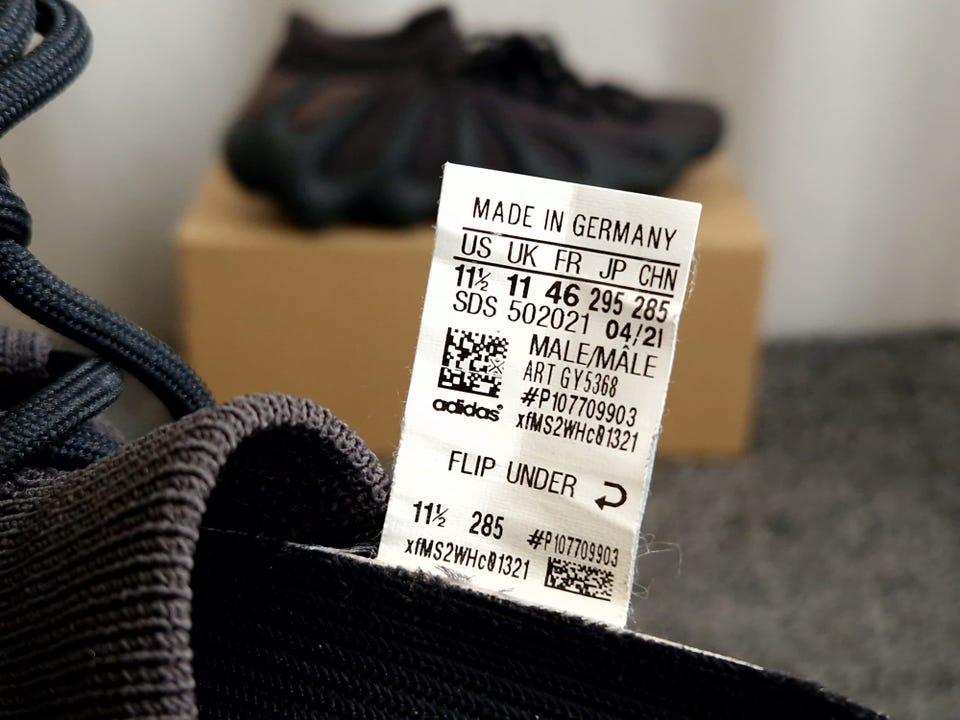 MADE IN GERMANY
US UK FR JP CHN
11½ 11 46 295 285
SDS 502021 04/21
MALE/MÂLE
ART GY5368
#P107709903
xfMS2WHc01321
adidas®
FLIP UNDER
11½ 285 #P107709903
xfMS2WHc01321